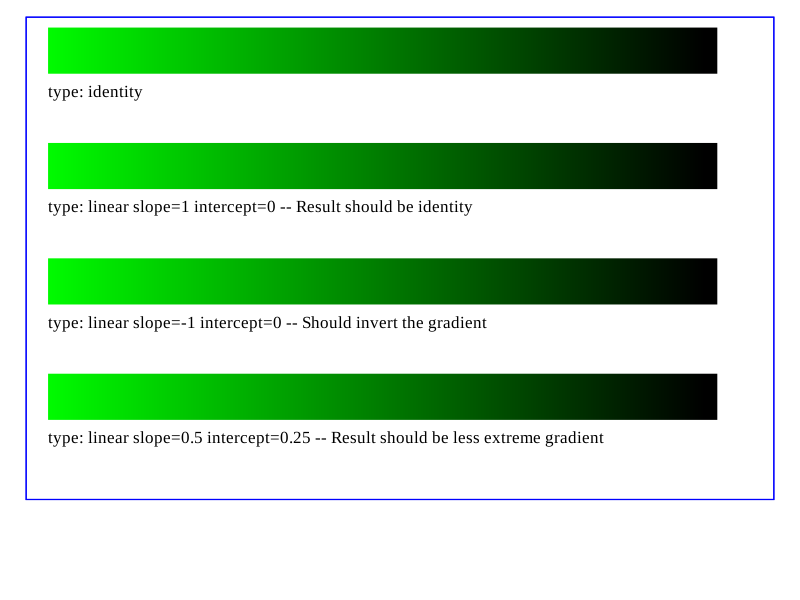 type: identity
type: linear slope=1 intercept=0 -- Result should be identity
type: linear slope=-1 intercept=0 -- Should invert the gradient
type: linear slope=0.5 intercept=0.25 -- Result should be less extreme gradient